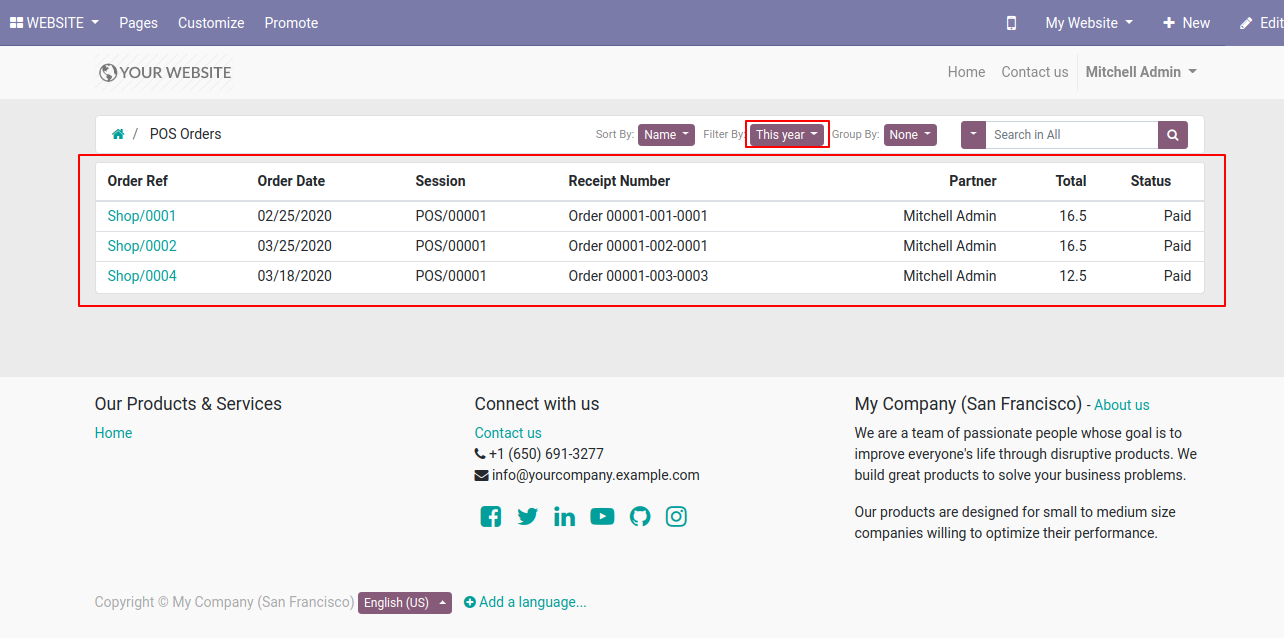 WEBSITE Pages Customize Promote My Website New Edit
YOUR WEBSITE Home Contact us Mitchell Admin
/ POS Orders Sort By: Name Filter By: This year Group By: None Search in All
Order Ref Order Date Session Receipt Number Partner Total Status
Shop/0001 02/25/2020 POS/00001 Order 00001-001-0001 Mitchell Admin 16.5 Paid
Shop/0002 03/25/2020 POS/00001 Order 00001-002-0001 Mitchell Admin 16.5 Paid
Shop/0004 03/18/2020 POS/00001 Order 00001-003-0003 Mitchell Admin 12.5 Paid
Our Products & Services
Home
Connect with us
Contact us
+1 (650) 691-3277
info@yourcompany.example.com
My Company (San Francisco) - About us
We are a team of passionate people whose goal is to
improve everyone's life through disruptive products. We
build great products to solve your business problems.
Our products are designed for small to medium size
companies willing to optimize their performance.
Copyright © My Company (San Francisco) English (US) Add a language...